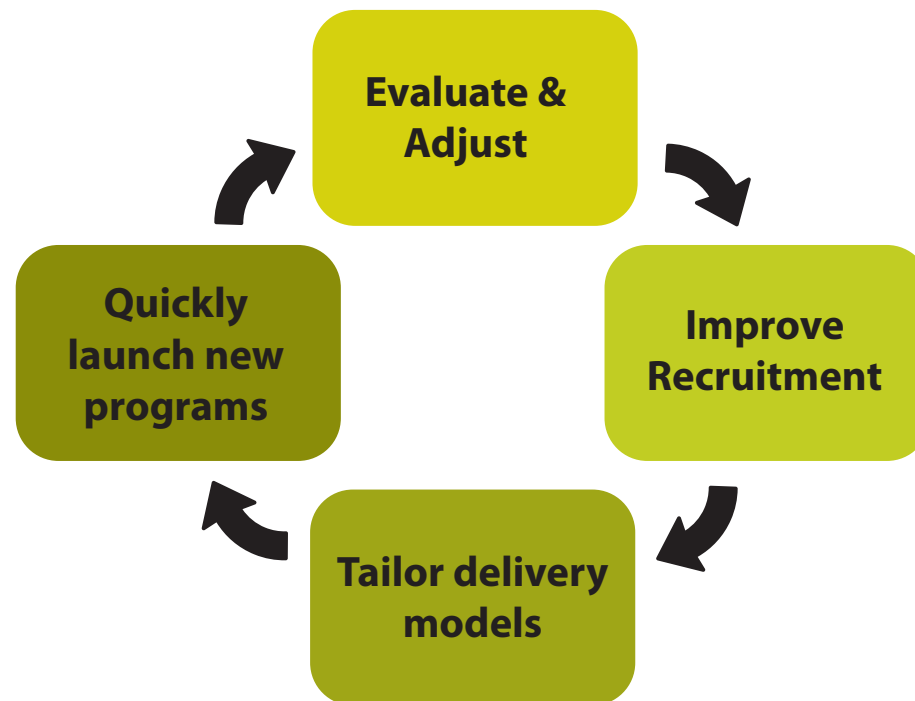 Evaluate &
Adjust
Improve
Recruitment
Tailor delivery
models
Quickly
launch new
programs